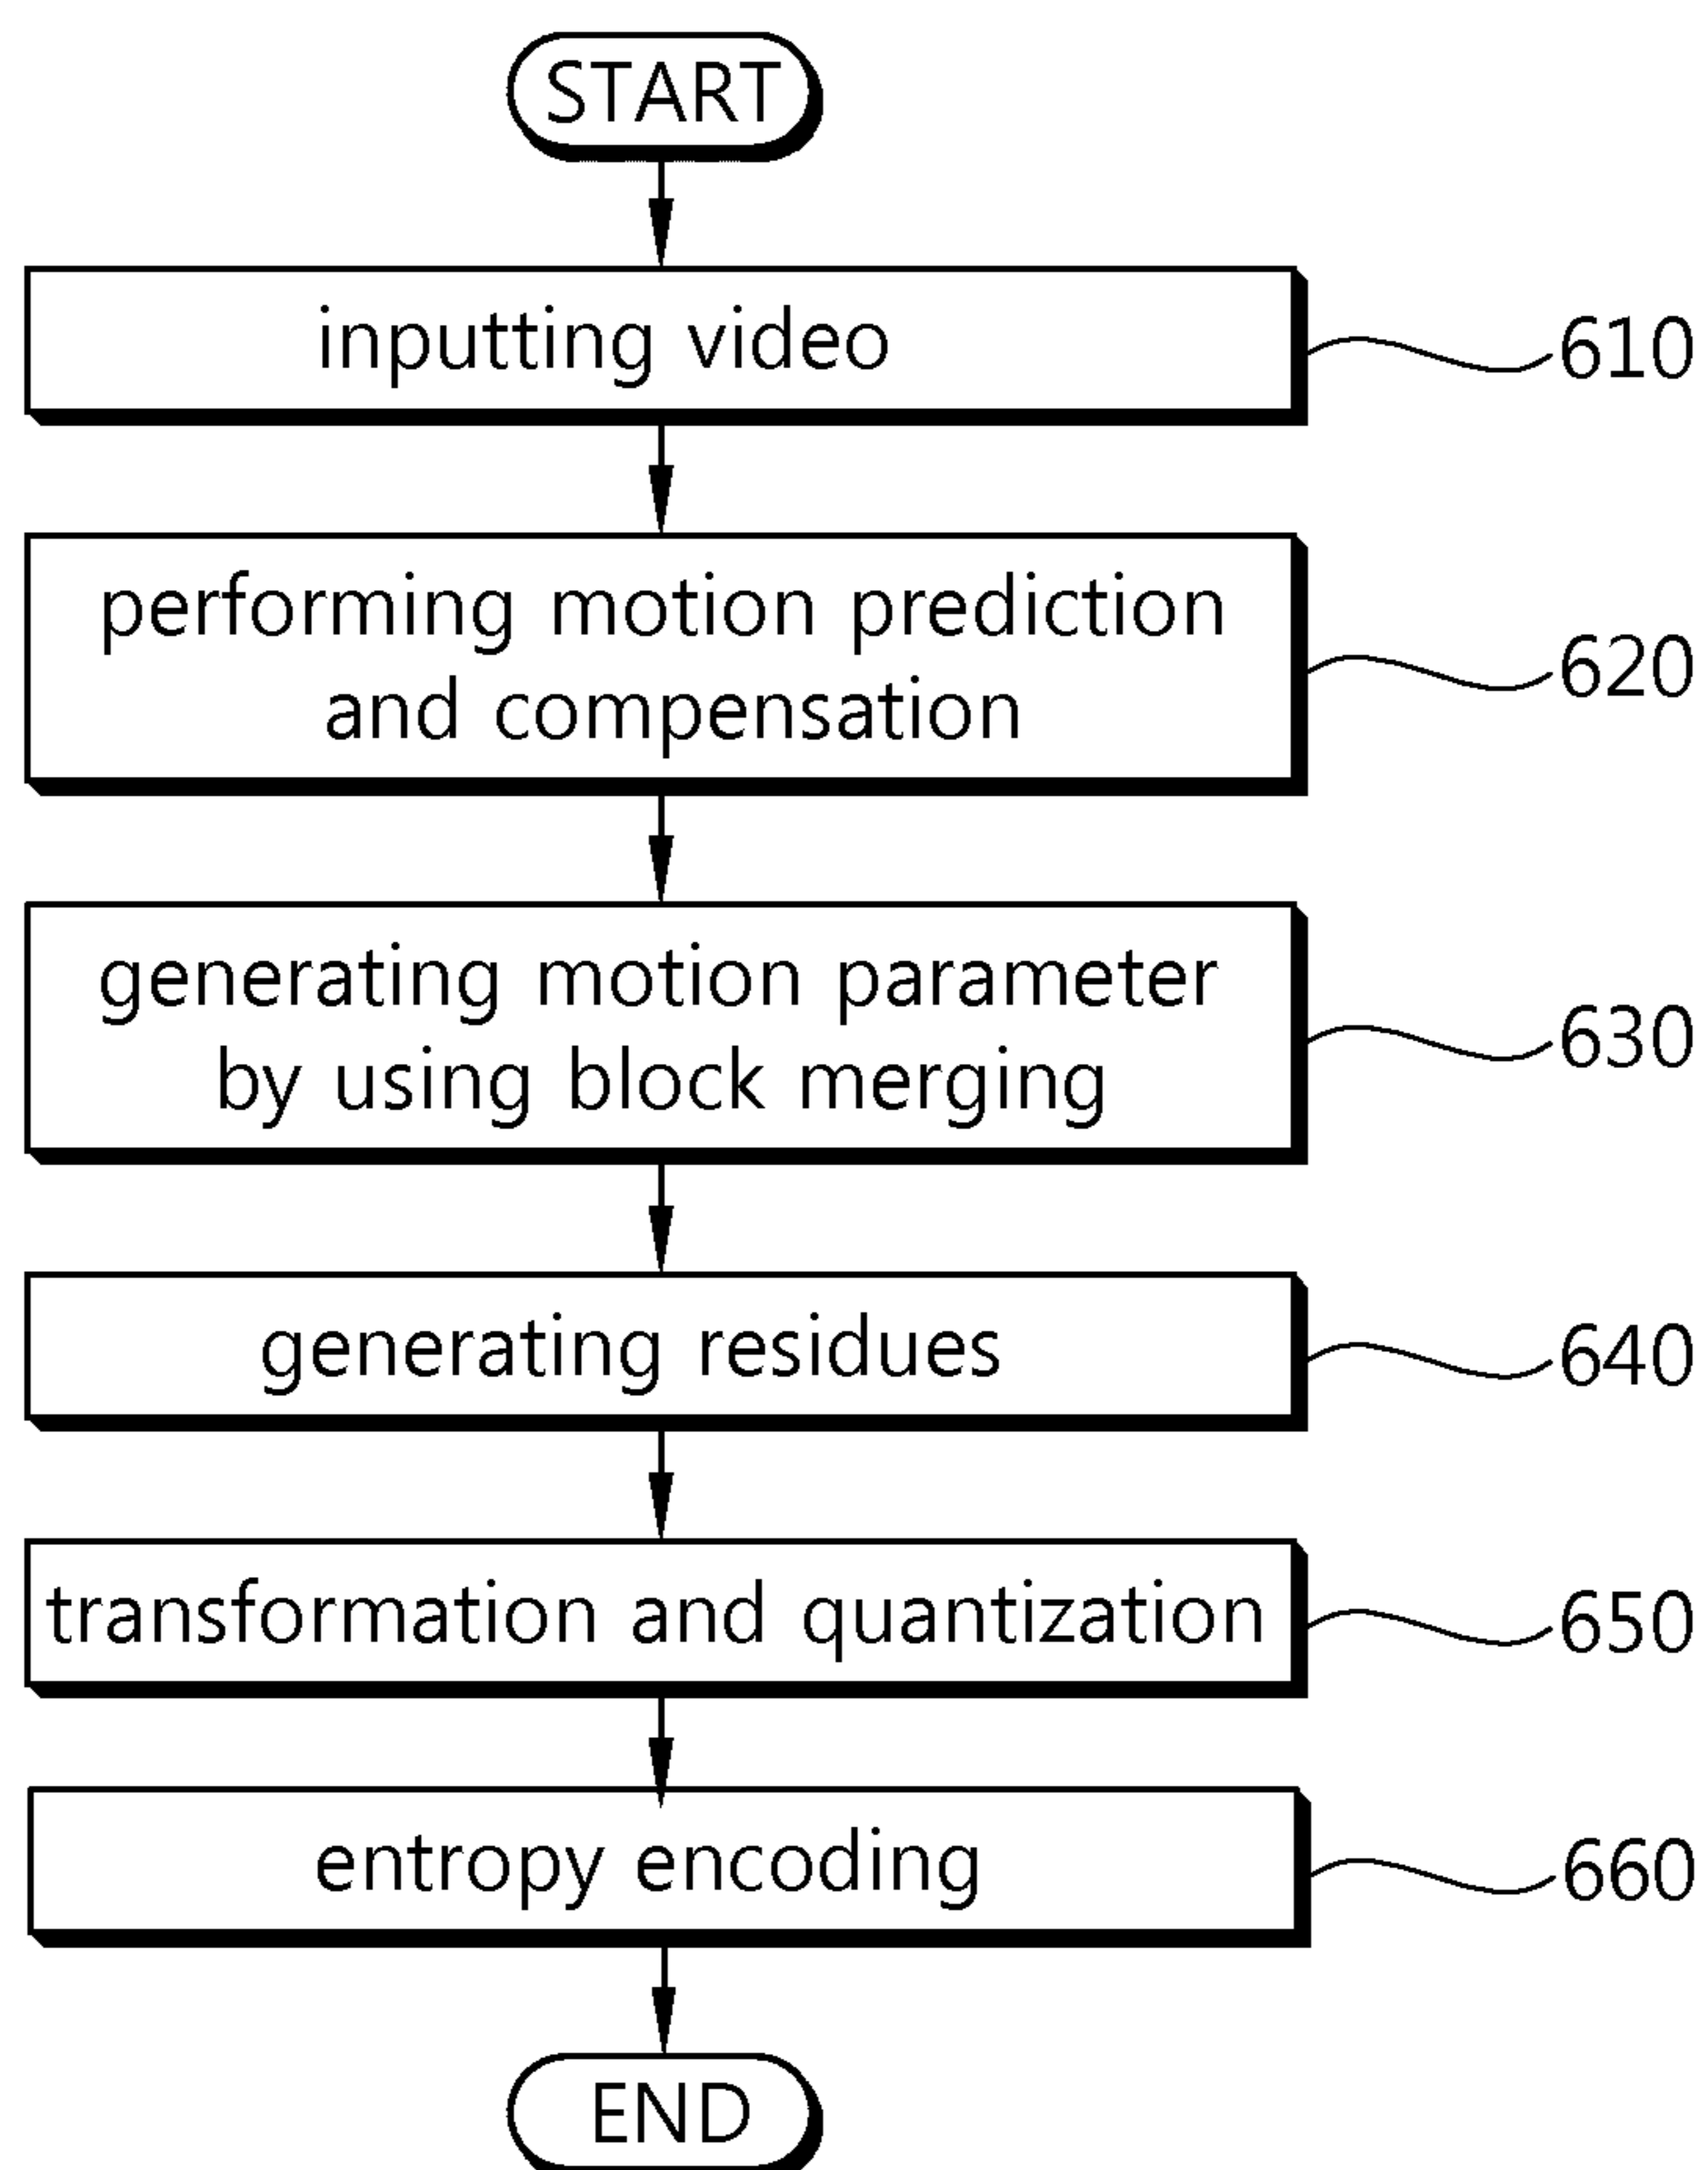 START
inputting video
610
performing motion prediction
and compensation
620
generating motion parameter
by using block merging
630
generating residues
640
transformation and quantization
650
entropy encoding
660
END